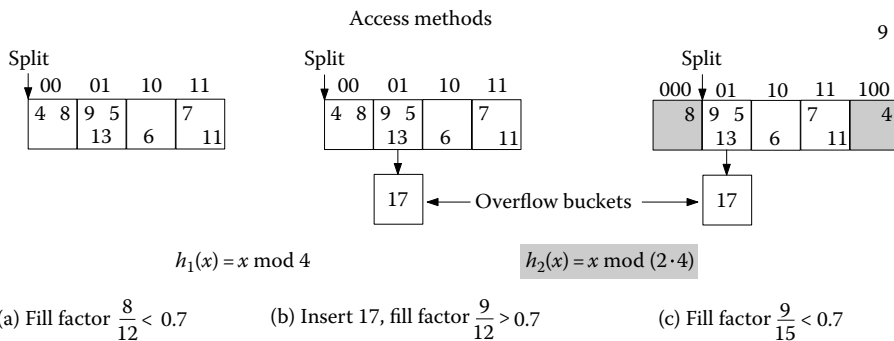 Access methods
9
Split
00 01 10 11
4 8 9 5 7
13 6 11
Split
00 01 10 11
4 8 9 5 7
13 6 11
17
Split
000 01 10 11 100
8 9 5 7 4
13 6 11
17
Overflow buckets
h₁(x) = x mod 4
h₂(x) = x mod (2·4)
(a) Fill factor 8/12 < 0.7
(b) Insert 17, fill factor 9/12 > 0.7
(c) Fill factor 9/15 < 0.7